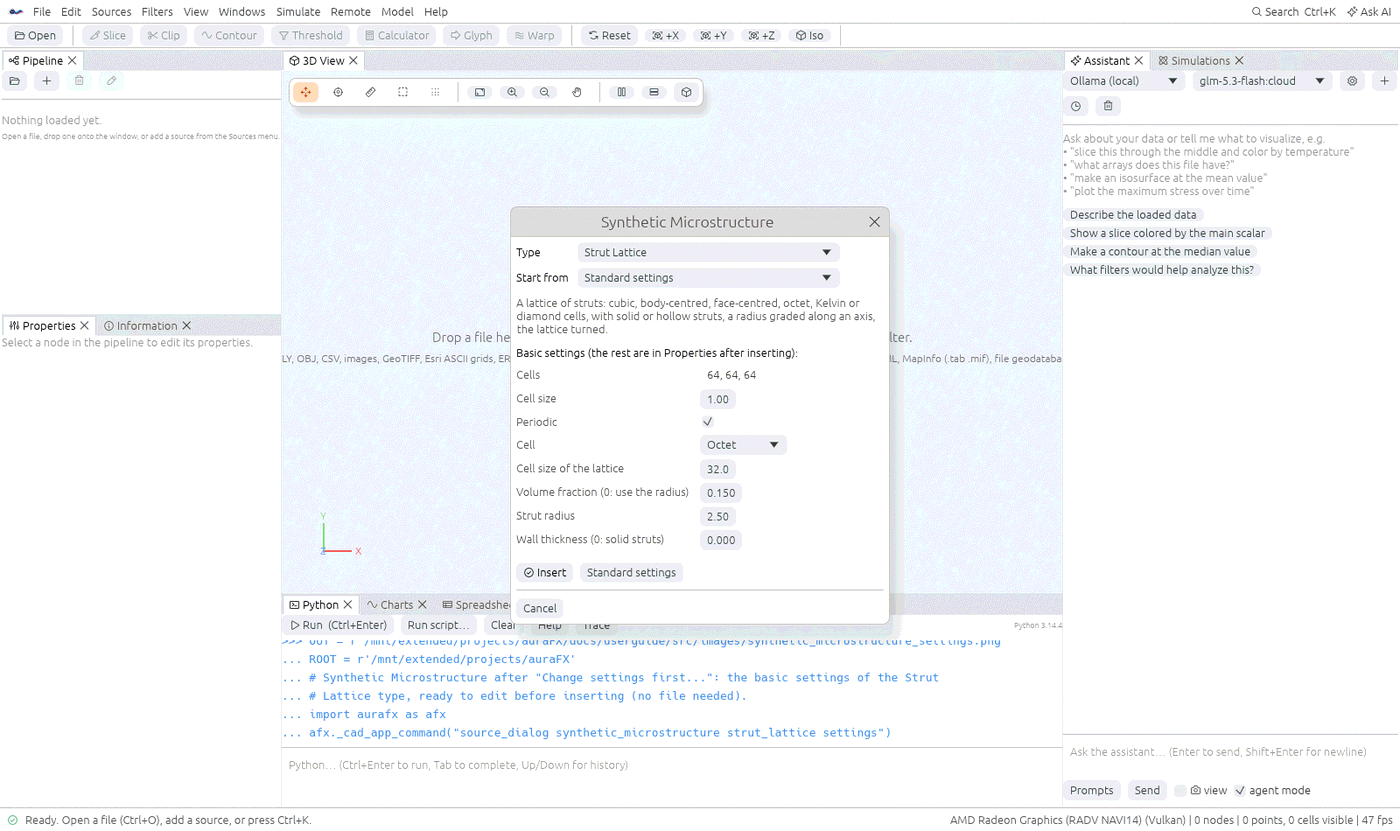 File Edit Sources Filters View Windows Simulate Remote Model Help
Search Ctrl+K Ask AI
Open Slice Clip Contour Threshold Calculator Glyph Warp Reset +X +Y +Z Iso
Pipeline
3D View
Assistant Simulations
Ollama (local) glm-5.3-flash:cloud
Nothing loaded yet.
Open a file, drop one onto the window, or add a source from the Sources menu.
Ask about your data or tell me what to visualize, e.g.
• "slice this through the middle and color by temperature"
• "what arrays does this file have?"
• "make an isosurface at the mean value"
• "plot the maximum stress over time"
Describe the loaded data
Show a slice colored by the main scalar
Make a contour at the median value
What filters would help analyze this?
Properties Information
Select a node in the pipeline to edit its properties.
Drop a file he
lter.
LY, OBJ, CSV, images, GeoTIFF, Esri ASCII grids, ER
L, MapInfo (.tab .mif), file geodataba
Synthetic Microstructure
Type Strut Lattice
Start from Standard settings
A lattice of struts: cubic, body-centred, face-centred, octet, Kelvin or
diamond cells, with solid or hollow struts, a radius graded along an axis,
the lattice turned.
Basic settings (the rest are in Properties after inserting):
Cells 64, 64, 64
Cell size 1.00
Periodic
Cell Octet
Cell size of the lattice 32.0
Volume fraction (0: use the radius) 0.150
Strut radius 2.50
Wall thickness (0: solid struts) 0.000
Insert Standard settings
Cancel
Y
Z X
Python Charts Spreadshe
Run (Ctrl+Enter) Run script... Clear Help Trace
Python 3.14.4
>>> OUT = r'/mnt/extended/projects/auraFX/docs/userguide/src/images/synthetic_microstructure_settings.png
... ROOT = r'/mnt/extended/projects/auraFX'
... # Synthetic Microstructure after "Change settings first...": the basic settings of the Strut
... # Lattice type, ready to edit before inserting (no file needed).
... import aurafx as afx
... afx._cad_app_command("source_dialog synthetic_microstructure strut_lattice settings")
Python... (Ctrl+Enter to run, Tab to complete, Up/Down for history)
Ask the assistant... (Enter to send, Shift+Enter for newline)
Prompts Send view agent mode
Ready. Open a file (Ctrl+O), add a source, or press Ctrl+K.
AMD Radeon Graphics (RADV NAVI14) (Vulkan) | 0 nodes | 0 points, 0 cells visible | 47 fps